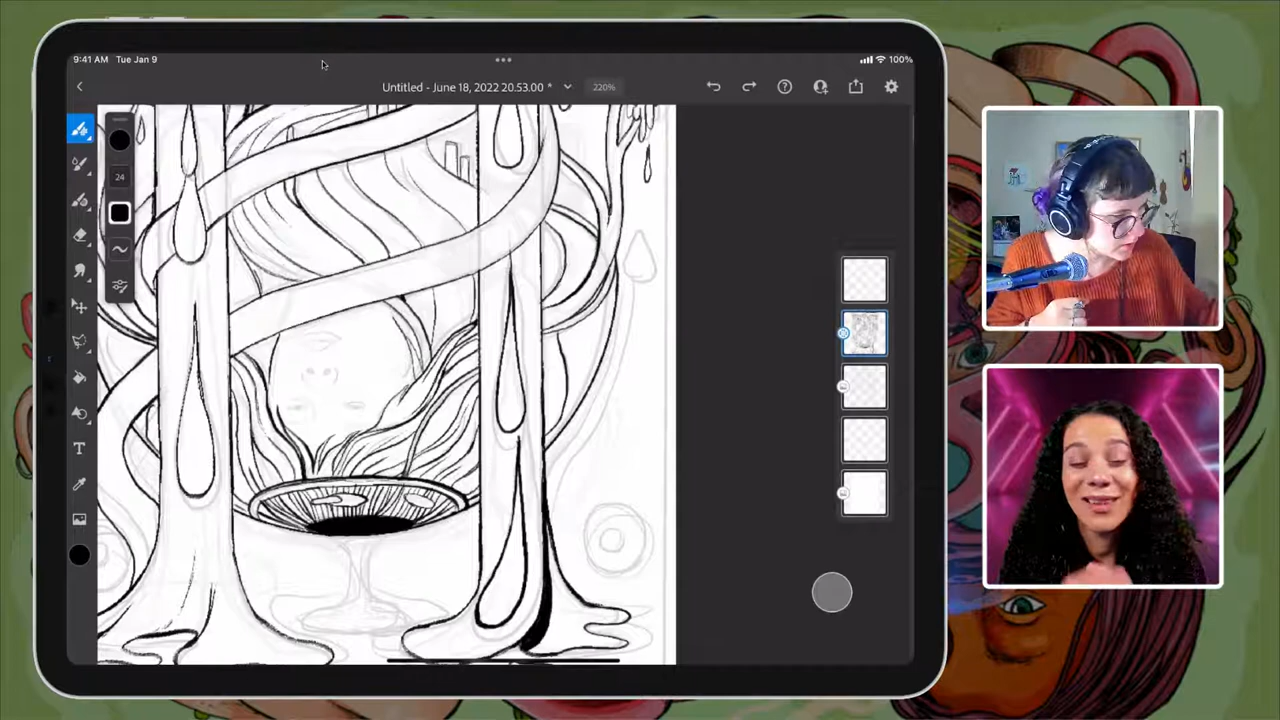 9:41 AM Tue Jan 9
100%
Untitled - June 18, 2022 20.53.00 *
220%
24
T